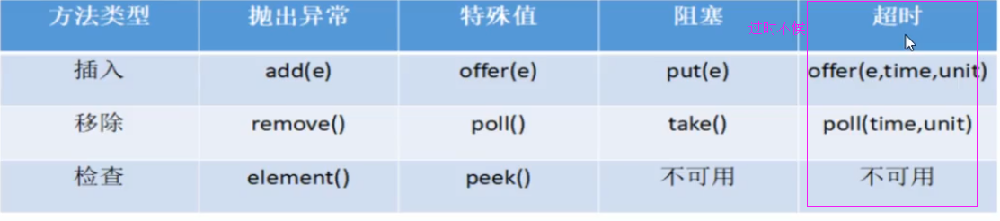 方法类型 抛出异常 特殊值 阻塞 超时
过时不候
插入 add(e) offer(e) put(e) offer(e,time,unit)
移除 remove() poll() take() poll(time,unit)
检查 element() peek() 不可用 不可用